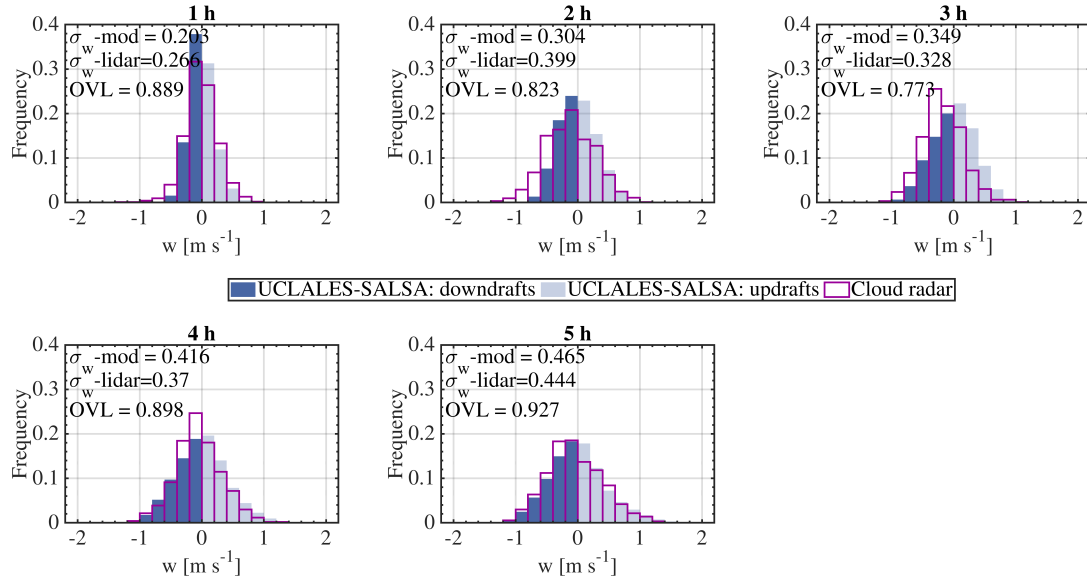 1 h
σw-mod = 0.203
σw-lidar=0.266
OVL = 0.889
0.4
0.3
0.2
0.1
0
Frequency
-2 -1 0 1 2
w [m s-1]
2 h
σw-mod = 0.304
σw-lidar=0.399
OVL = 0.823
0.4
0.3
0.2
0.1
0
Frequency
-2 -1 0 1 2
w [m s-1]
3 h
σw-mod = 0.349
σw-lidar=0.328
OVL = 0.773
0.4
0.3
0.2
0.1
0
Frequency
-2 -1 0 1 2
w [m s-1]
UCLALES-SALSA: downdrafts UCLALES-SALSA: updrafts Cloud radar
4 h
σw-mod = 0.416
σw-lidar=0.37
OVL = 0.898
0.4
0.3
0.2
0.1
0
Frequency
-2 -1 0 1 2
w [m s-1]
5 h
σw-mod = 0.465
σw-lidar=0.444
OVL = 0.927
0.4
0.3
0.2
0.1
0
Frequency
-2 -1 0 1 2
w [m s-1]